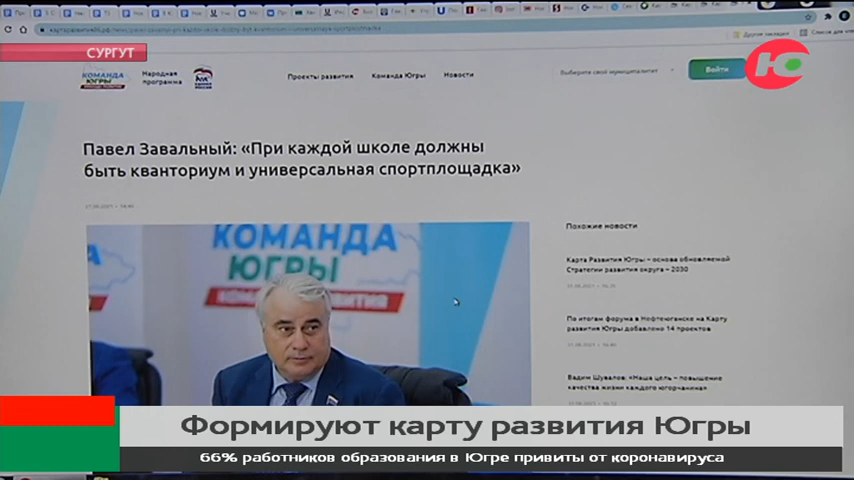 СУРГУТ
КОМАНДА
ЮГРЫ
Народная
программа
Проекты развития
Команда Югры
Новости
Выберите свой муниципалитет
Войти
Ю
Павел Завальный: «При каждой школе должны
быть кванториум и универсальная спортплощадка»
Похожие новости
Карта Развития Югры – основа обновляемой
Стратегии развития округа – 2030
По итогам форума в Нефтеюганске на Карту
развития Югры добавлено 14 проектов
Вадим Шувалов: «Наша цель – повышение
качества жизни каждого югорчанина»
КОМАНДА
ЮГРЫ
Формируют карту развития Югры
66% работников образования в Югре привиты от коронавируса